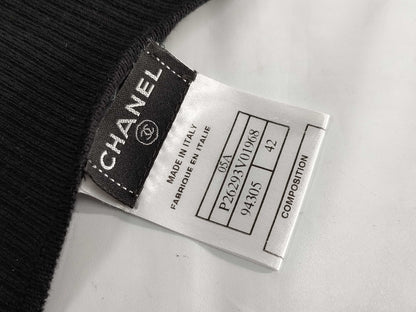 CHANEL
MADE IN ITALY
FABRIQUE EN ITALIE
05A
P26293V01968
94305 42
COMPOSITION